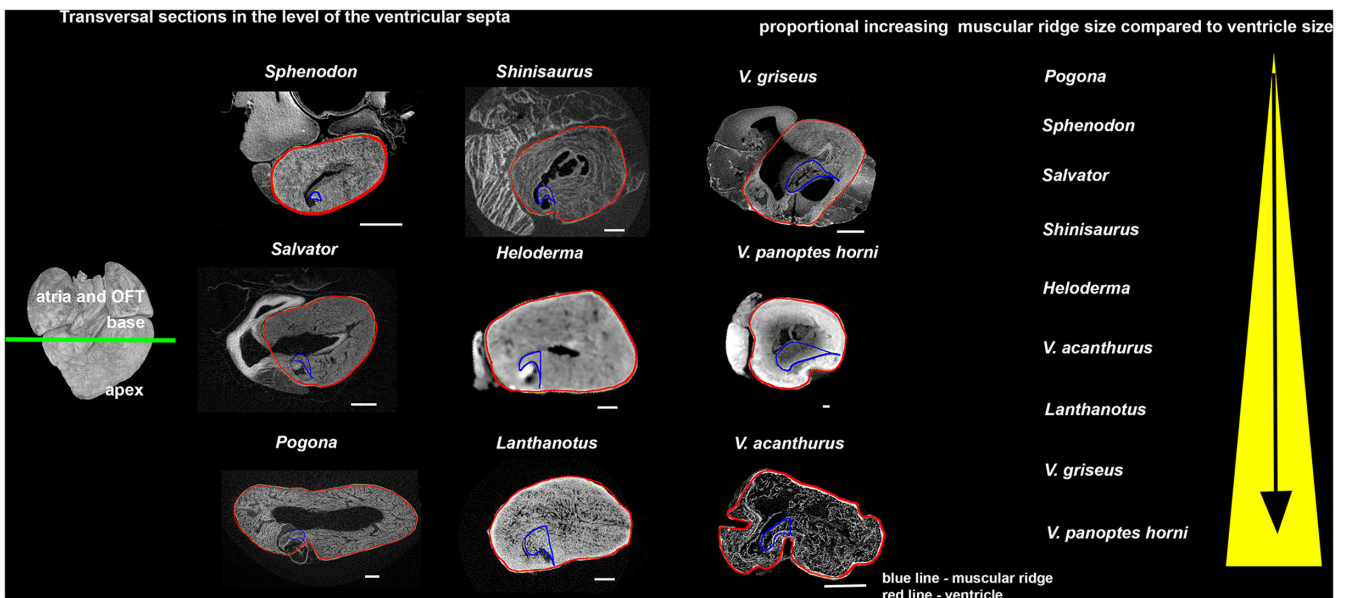 Transversal sections in the level of the ventricular septa
proportional increasing muscular ridge size compared to ventricle size
Sphenodon
Shinisaurus
V. griseus
Salvator
Heloderma
V. panoptes horni
Pogona
Lanthanotus
V. acanthurus
atria and OFT
base
apex
Pogona
Sphenodon
Salvator
Shinisaurus
Heloderma
V. acanthurus
Lanthanotus
V. griseus
V. panoptes horni
blue line - muscular ridge
red line - ventricle